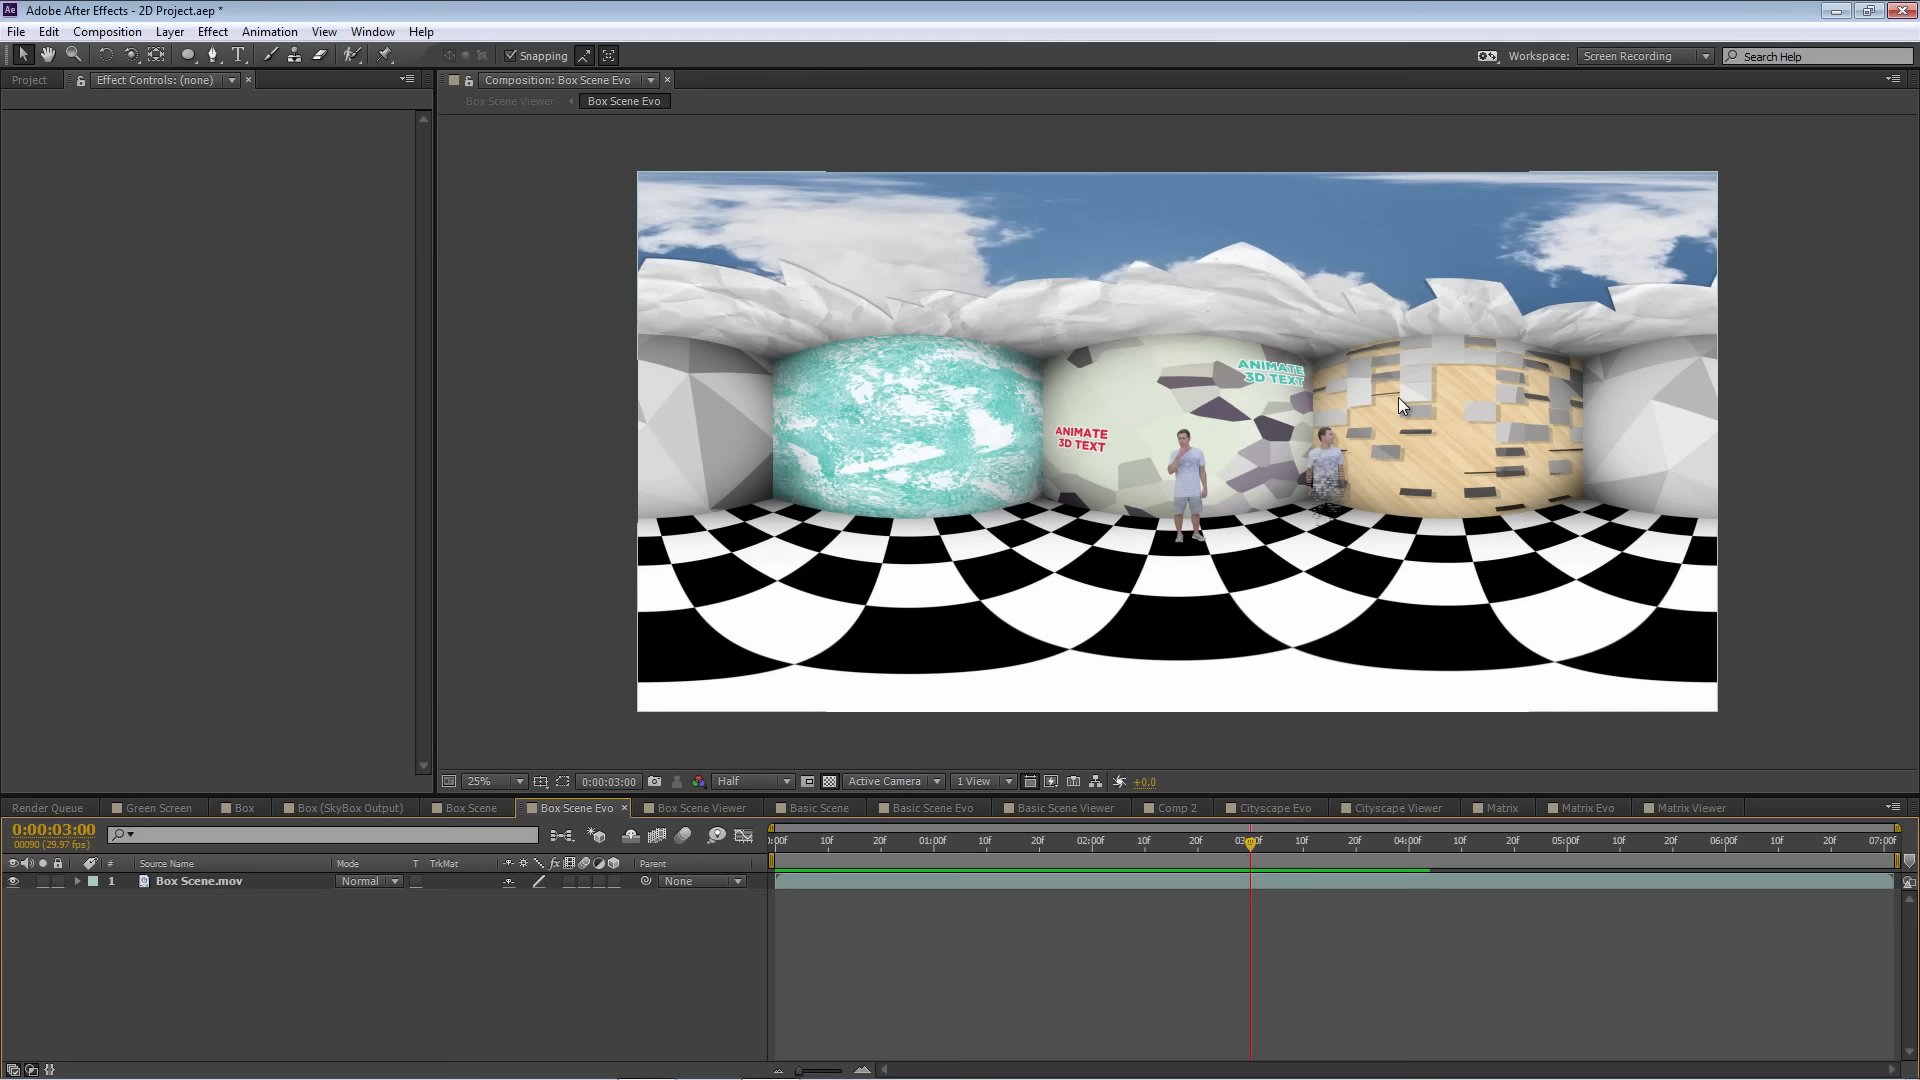 Ae Adobe After Effects - 2D Project.aep *
File Edit Composition Layer Effect Animation View Window Help
Snapping
Workspace: Screen Recording Search Help
Project Effect Controls: (none) Composition: Box Scene Evo
Box Scene Viewer Box Scene Evo
ANIMATE
3D TEXT
ANIMATE
3D TEXT
25% 0:00:03:00 Half Active Camera 1 View +0.0
Render Queue Green Screen Box Box (SkyBox Output) Box Scene Box Scene Evo Box Scene Viewer Basic Scene Basic Scene Evo Basic Scene Viewer Comp 2 Cityscape Evo Cityscape Viewer Matrix Matrix Evo Matrix Viewer
0:00:03:00
00090 (29.97 fps)
10f 20f 01:00f 10f 20f 02:00f 10f 20f 10f 20f 04:00f 10f 20f 05:00f 10f 20f 06:00f 10f 20f 07:00f
# Source Name Mode T TrkMat fx Parent
1 Box Scene.mov Normal None